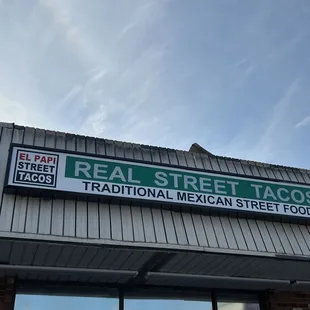 EL PAPI
STREET
TACOS
REAL STREET TACOS
TRADITIONAL MEXICAN STREET FOOD